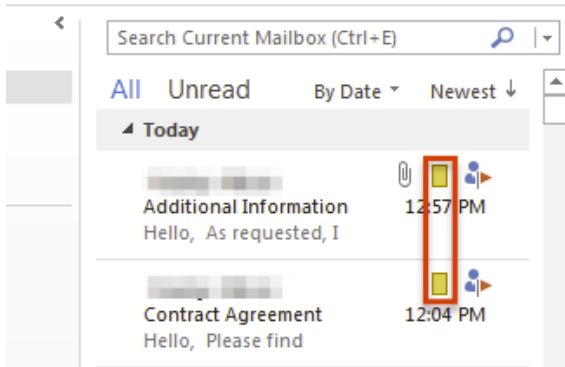 Search Current Mailbox (Ctrl+E)
All Unread By Date Newest
Today
Additional Information 12:57 PM
Hello, As requested, I
Contract Agreement 12:04 PM
Hello, Please find